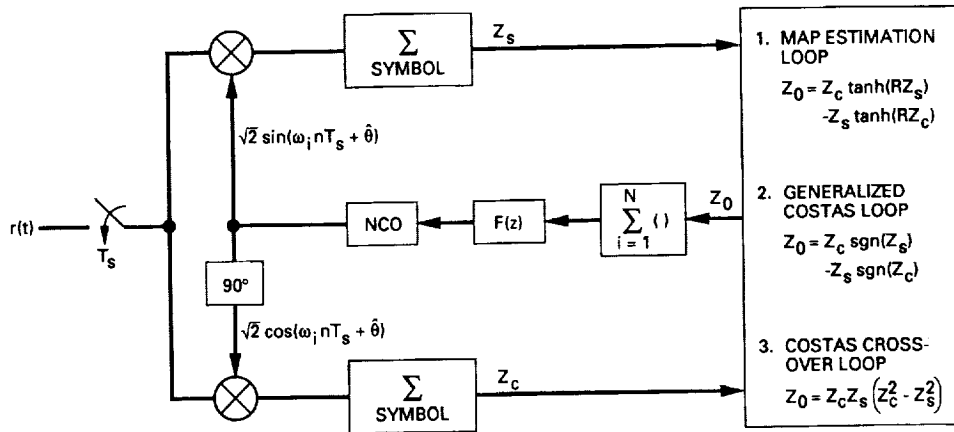 Z_s
Σ
SYMBOL
√2 sin(ω_i nT_s + θ̂)
r(t)
T_s
90°
NCO
F(z)
N
Σ ( )
i = 1
Z_0
√2 cos(ω_i nT_s + θ̂)
Σ
SYMBOL
Z_c
1. MAP ESTIMATION
LOOP
Z_0 = Z_c tanh(RZ_s)
-Z_s tanh(RZ_c)
2. GENERALIZED
COSTAS LOOP
Z_0 = Z_c sgn(Z_s)
-Z_s sgn(Z_c)
3. COSTAS CROSS-
OVER LOOP
Z_0 = Z_c Z_s (Z_c^2 - Z_s^2)